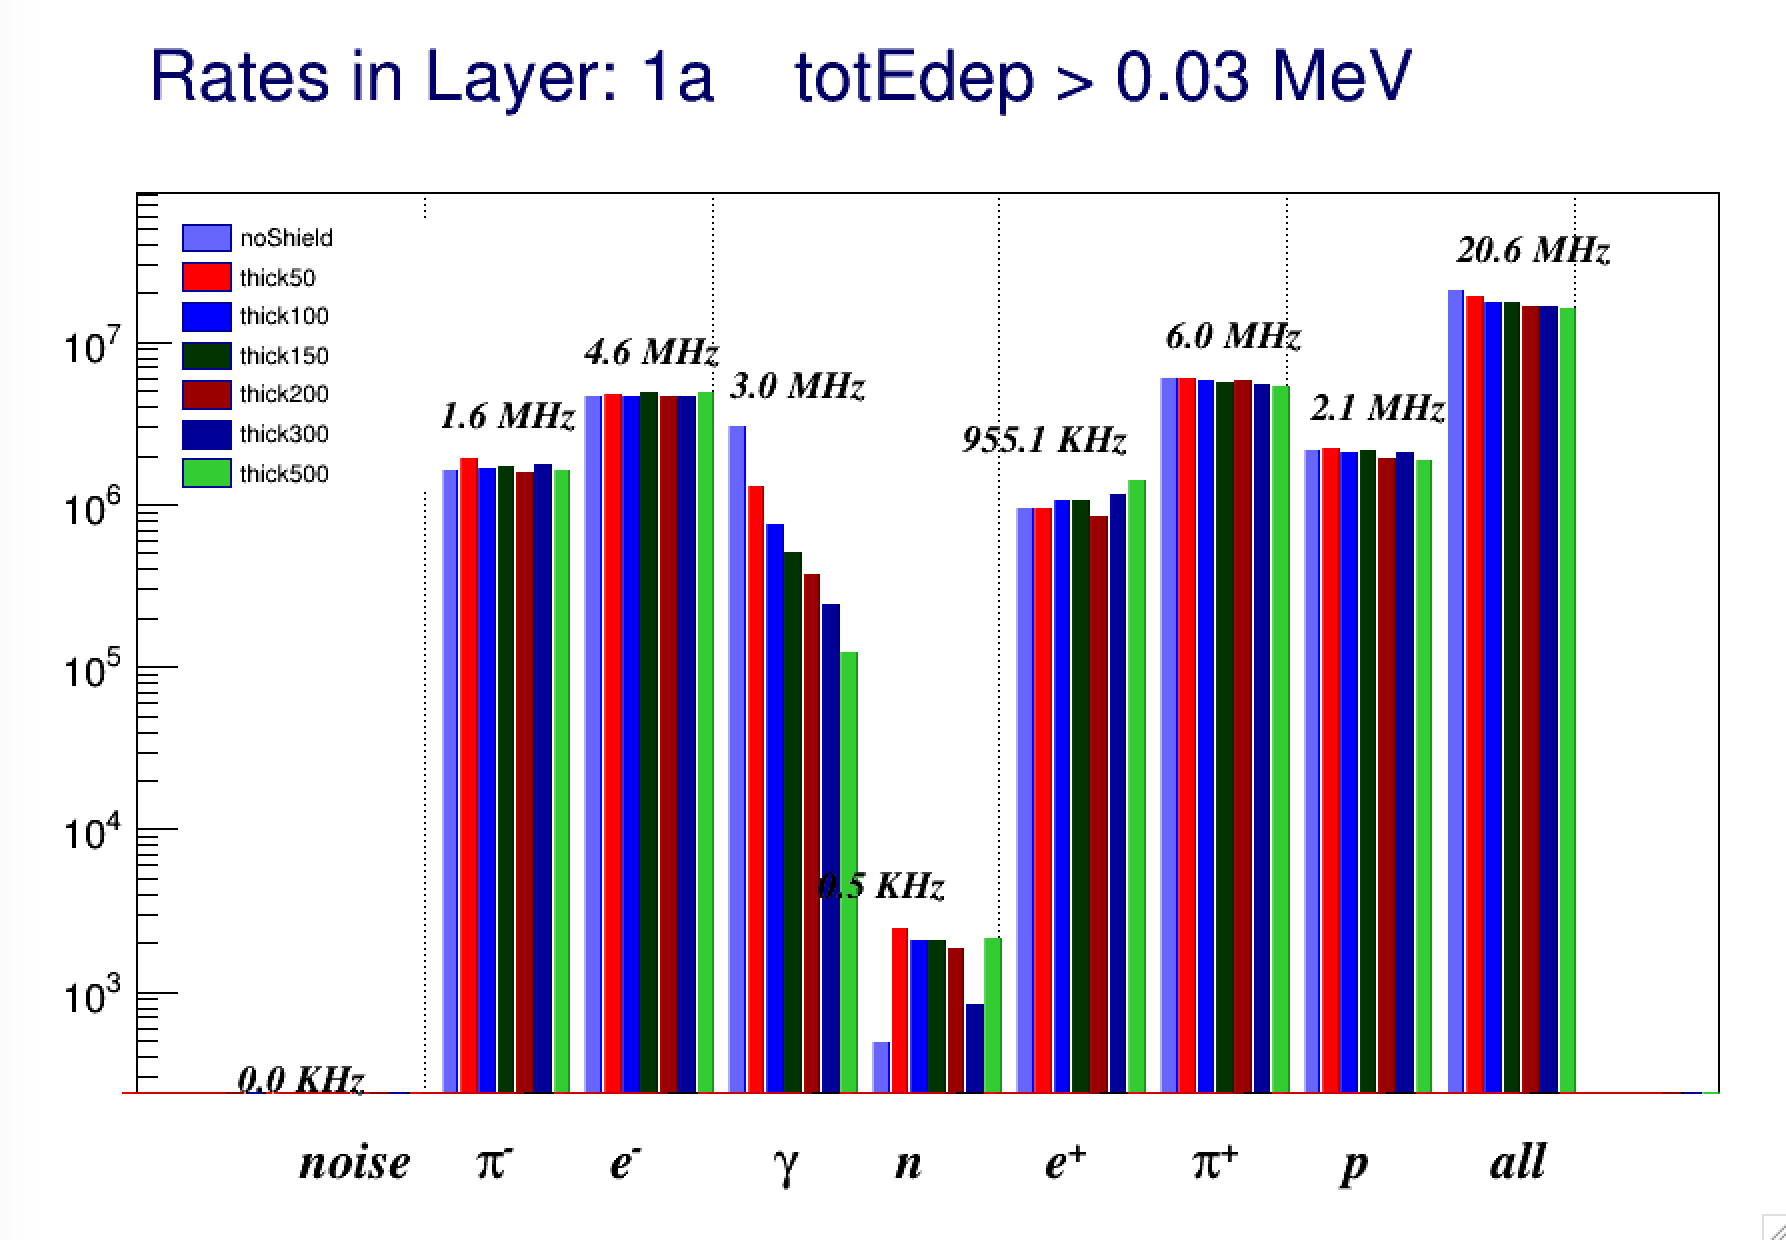 Rates in Layer: 1a totEdep > 0.03 MeV
noShield
thick50
thick100
thick150
thick200
thick300
thick500
10⁷
10⁶
10⁵
10⁴
10³
0.0 KHz
1.6 MHz
4.6 MHz
3.0 MHz
0.5 KHz
955.1 KHz
6.0 MHz
2.1 MHz
20.6 MHz
noise π⁻ e⁻ γ n e⁺ π⁺ p all